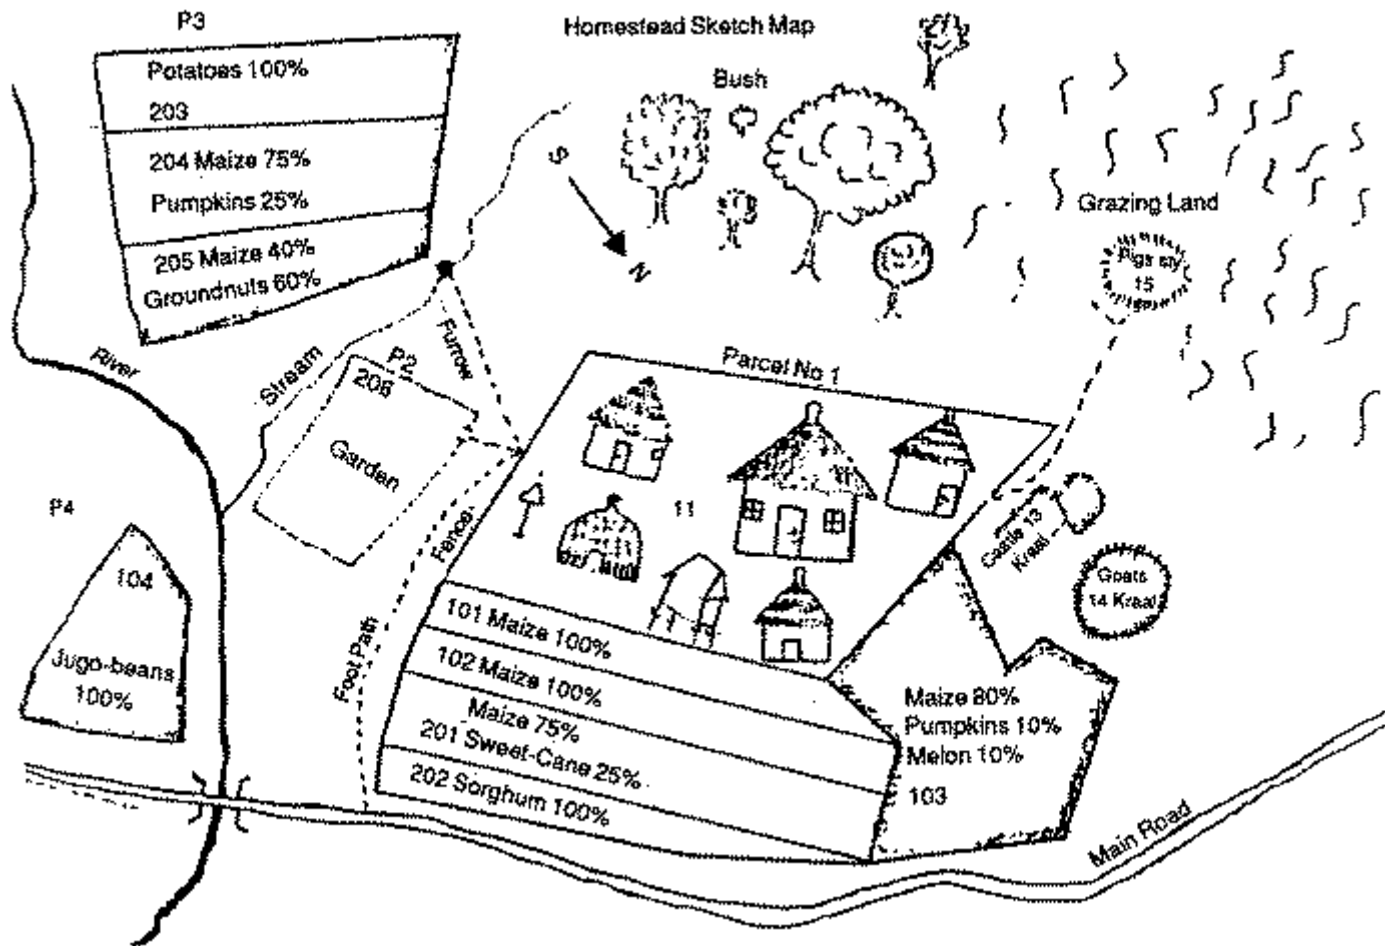 Homestead Sketch Map
P3
Potatoes 100%
203
204 Maize 75%
Pumpkins 25%
205 Maize 40%
Groundnuts 60%
Bush
S
N
Grazing Land
Pigs sty
15
River
Stream
Furrow
P2
206
Garden
Parcel No 1
11
Fence
Foot Path
Cattle 13
Kraal
Goats
14 Kraal
P4
104
Jugo-beans
100%
101 Maize 100%
102 Maize 100%
Maize 75%
201 Sweet-Cane 25%
202 Sorghum 100%
Maize 80%
Pumpkins 10%
Melon 10%
103
Main Road